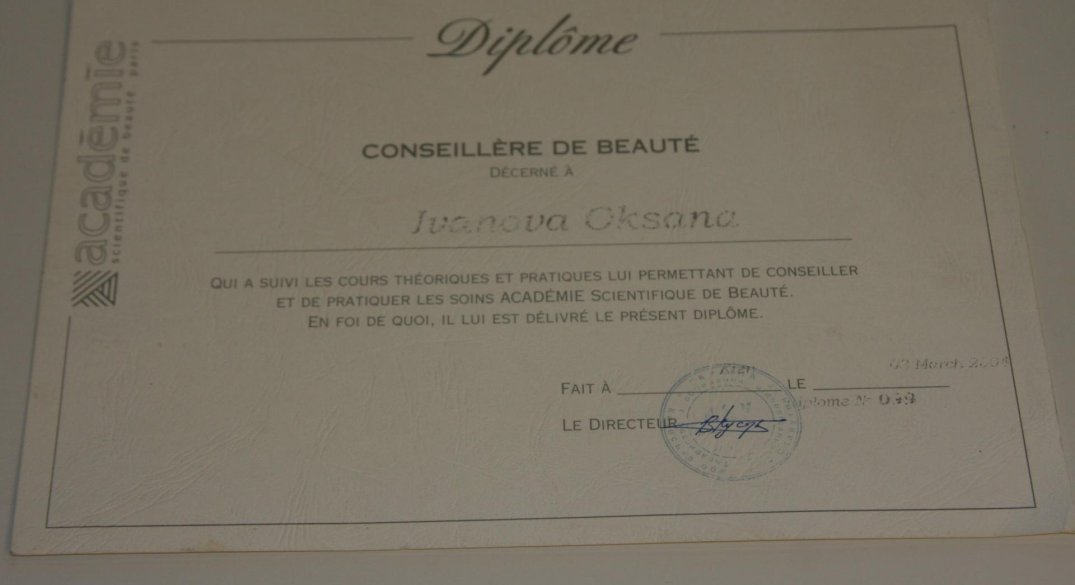 Diplôme
académie
scientifique de beauté paris
CONSEILLÈRE DE BEAUTÉ
DÉCERNÉ À
Ivanova Oksana
QUI A SUIVI LES COURS THÉORIQUES ET PRATIQUES LUI PERMETTANT DE CONSEILLER
ET DE PRATIQUER LES SOINS ACADÉMIE SCIENTIFIQUE DE BEAUTÉ.
EN FOI DE QUOI, IL LUI EST DÉLIVRÉ LE PRÉSENT DIPLÔME.
March
FAIT À LE
Diplome №
LE DIRECTEUR